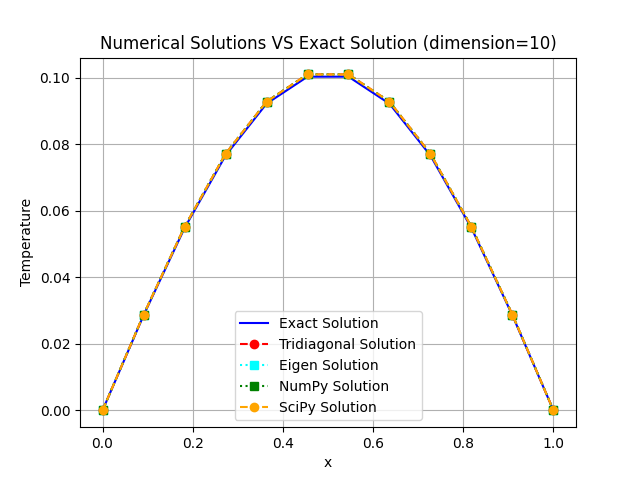 Numerical Solutions VS Exact Solution (dimension=10)
0.10
0.08
0.06
0.04
0.02
0.00
Temperature
Exact Solution
Tridiagonal Solution
Eigen Solution
NumPy Solution
SciPy Solution
0.0 0.2 0.4 0.6 0.8 1.0
x